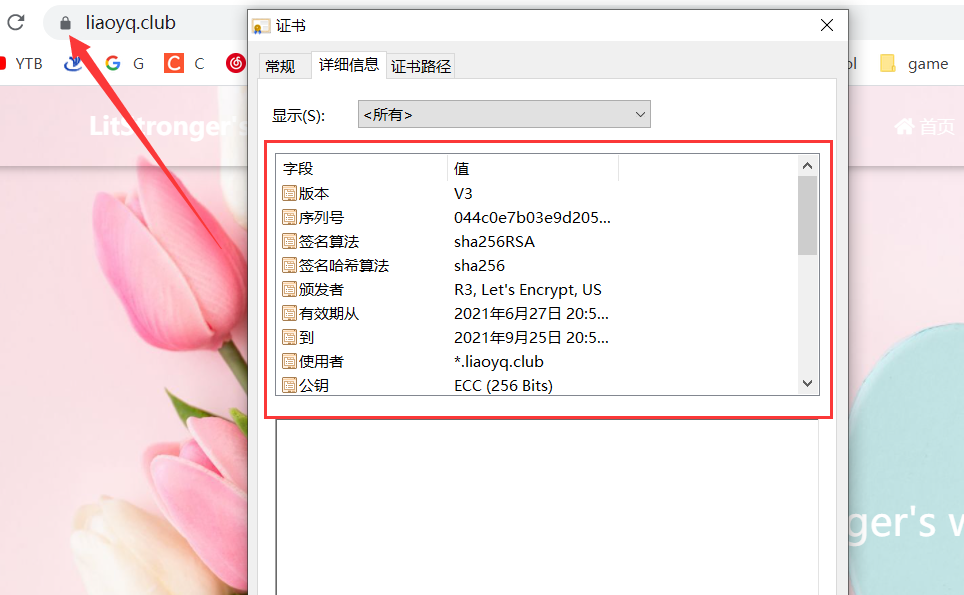 liaoyq.club
证书
YTB
G
C
ol
game
常规 详细信息 证书路径
LitStronger's
首页
显示(S): <所有>
字段 值
版本 V3
序列号 044c0e7b03e9d205...
签名算法 sha256RSA
签名哈希算法 sha256
颁发者 R3, Let's Encrypt, US
有效期从 2021年6月27日 20:5...
到 2021年9月25日 20:5...
使用者 *.liaoyq.club
公钥 ECC (256 Bits)
ger's w